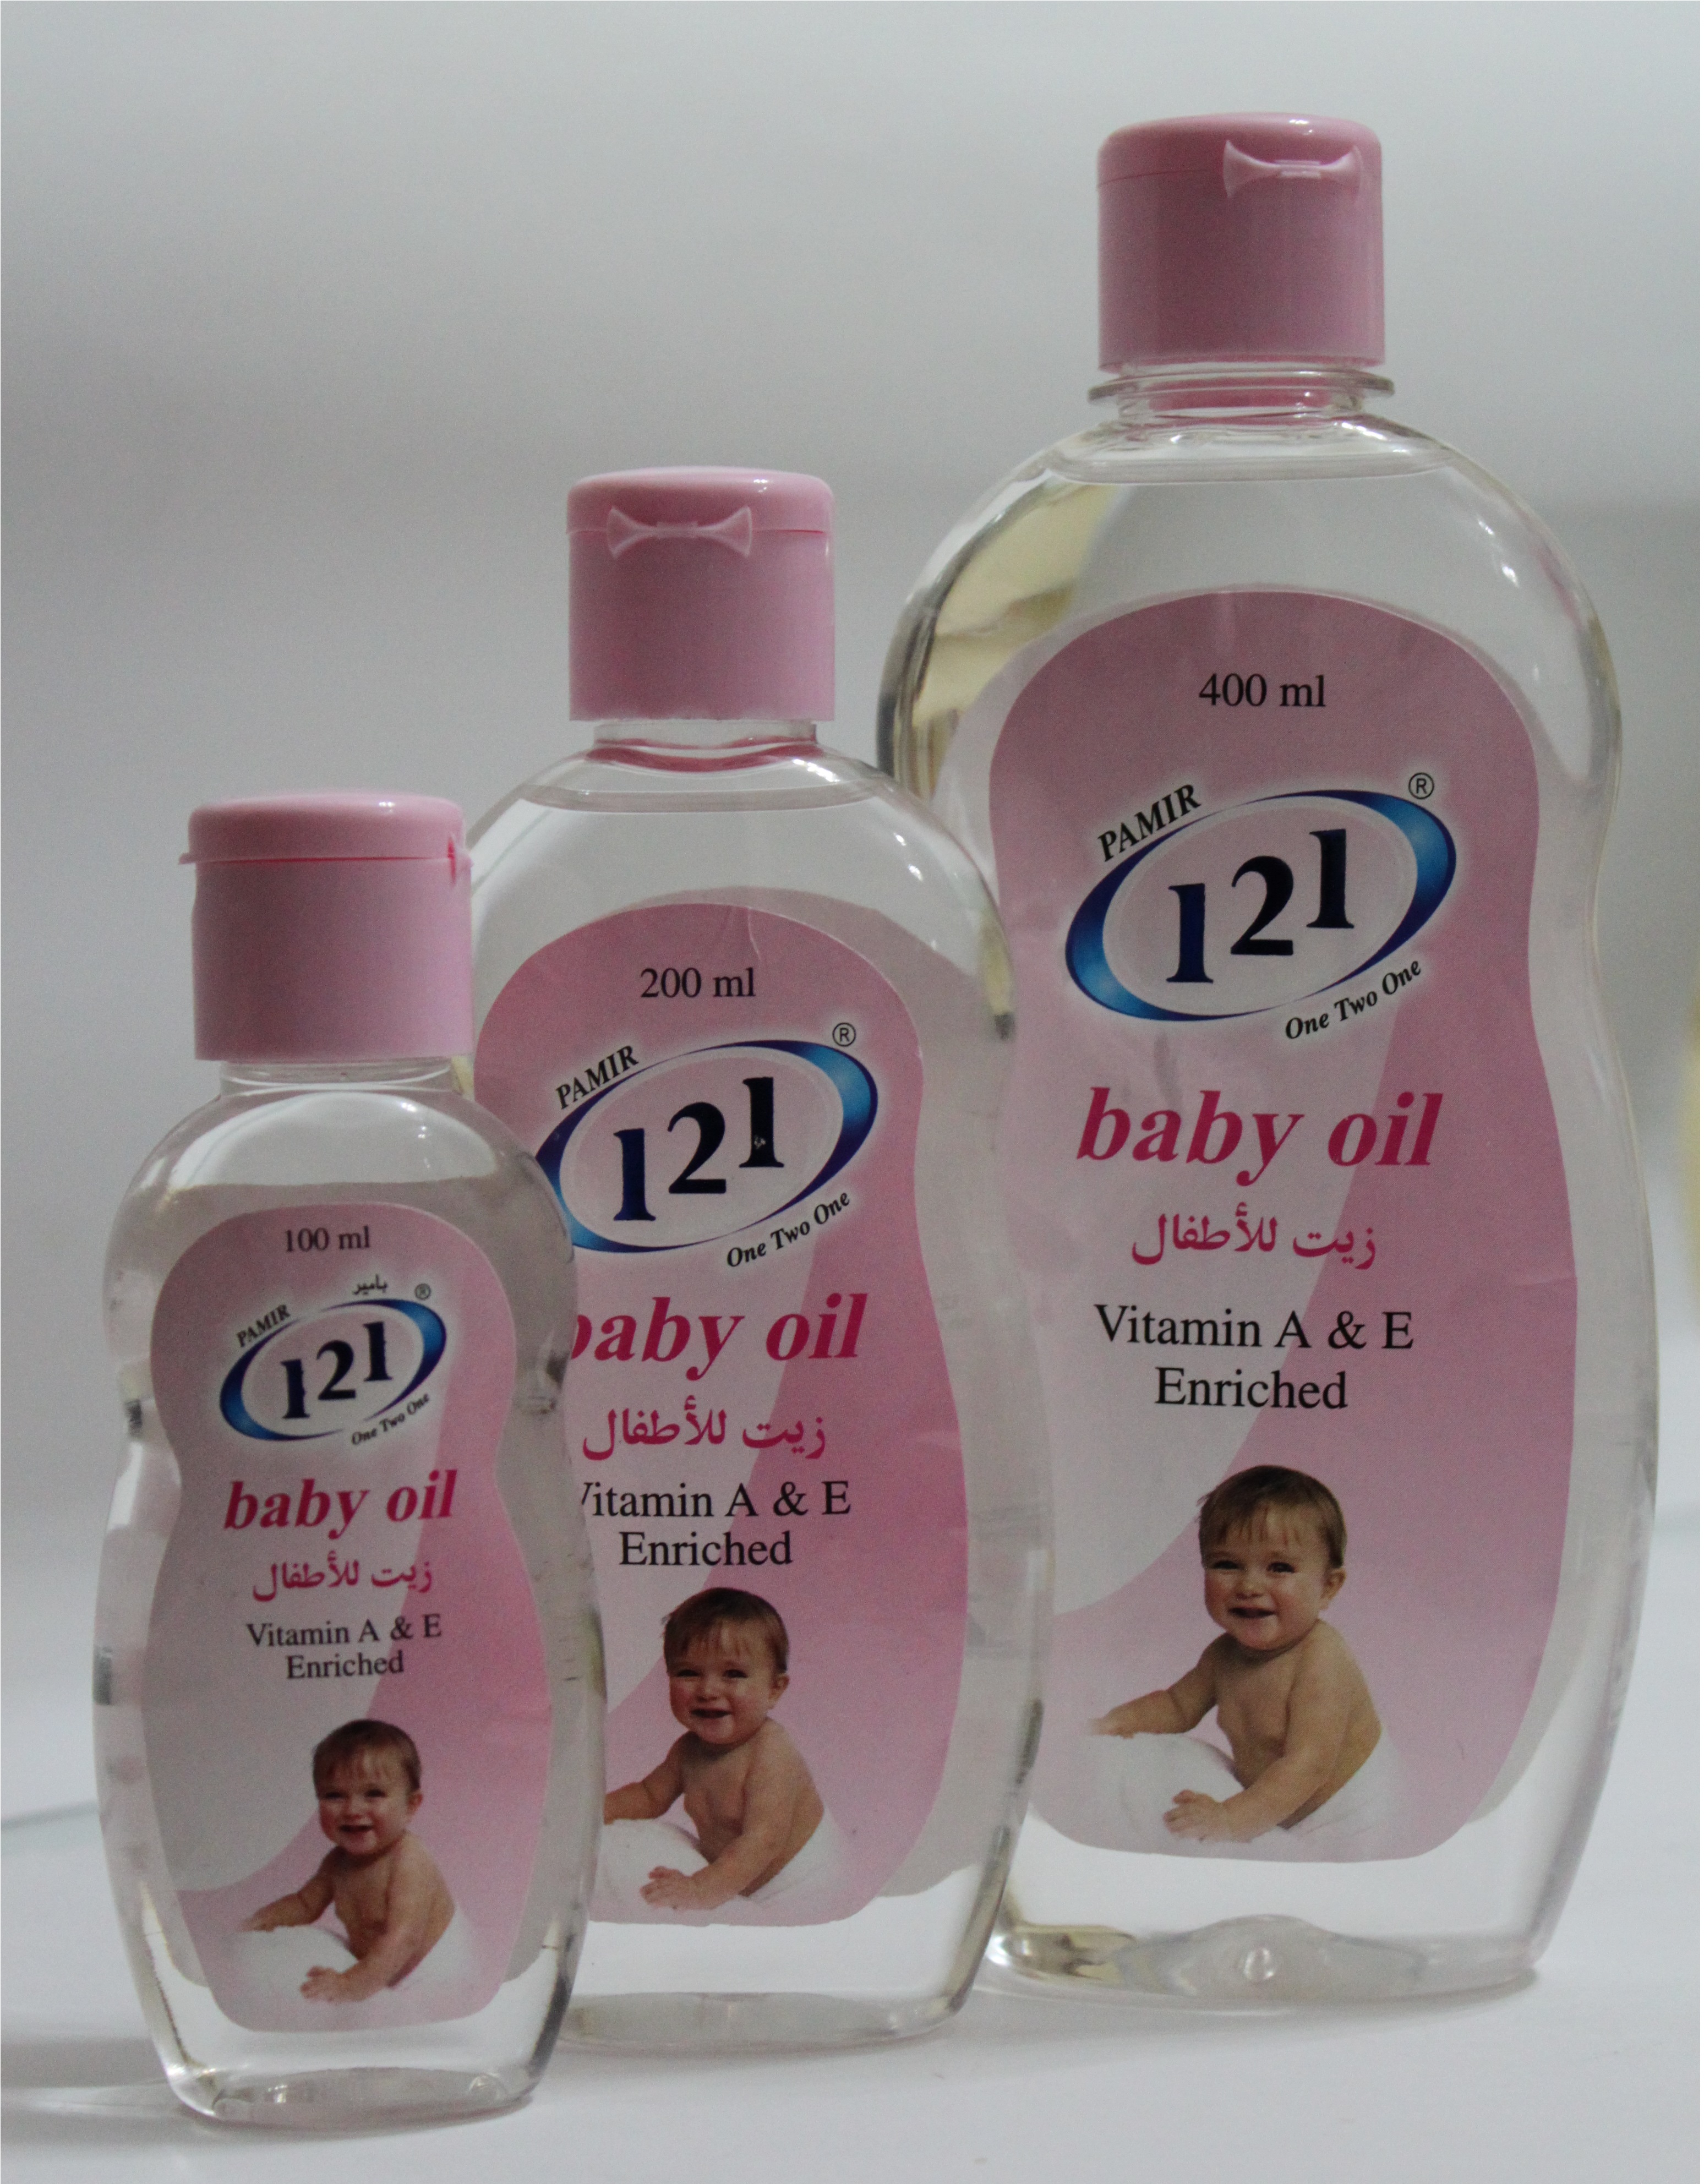 100 ml
بامير
PAMIR
®
121
One Two One
baby oil
زيت للأطفال
Vitamin A & E
Enriched
200 ml
PAMIR
®
121
One Two One
baby oil
زيت للأطفال
Vitamin A & E
Enriched
400 ml
PAMIR
®
121
One Two One
baby oil
زيت للأطفال
Vitamin A & E
Enriched